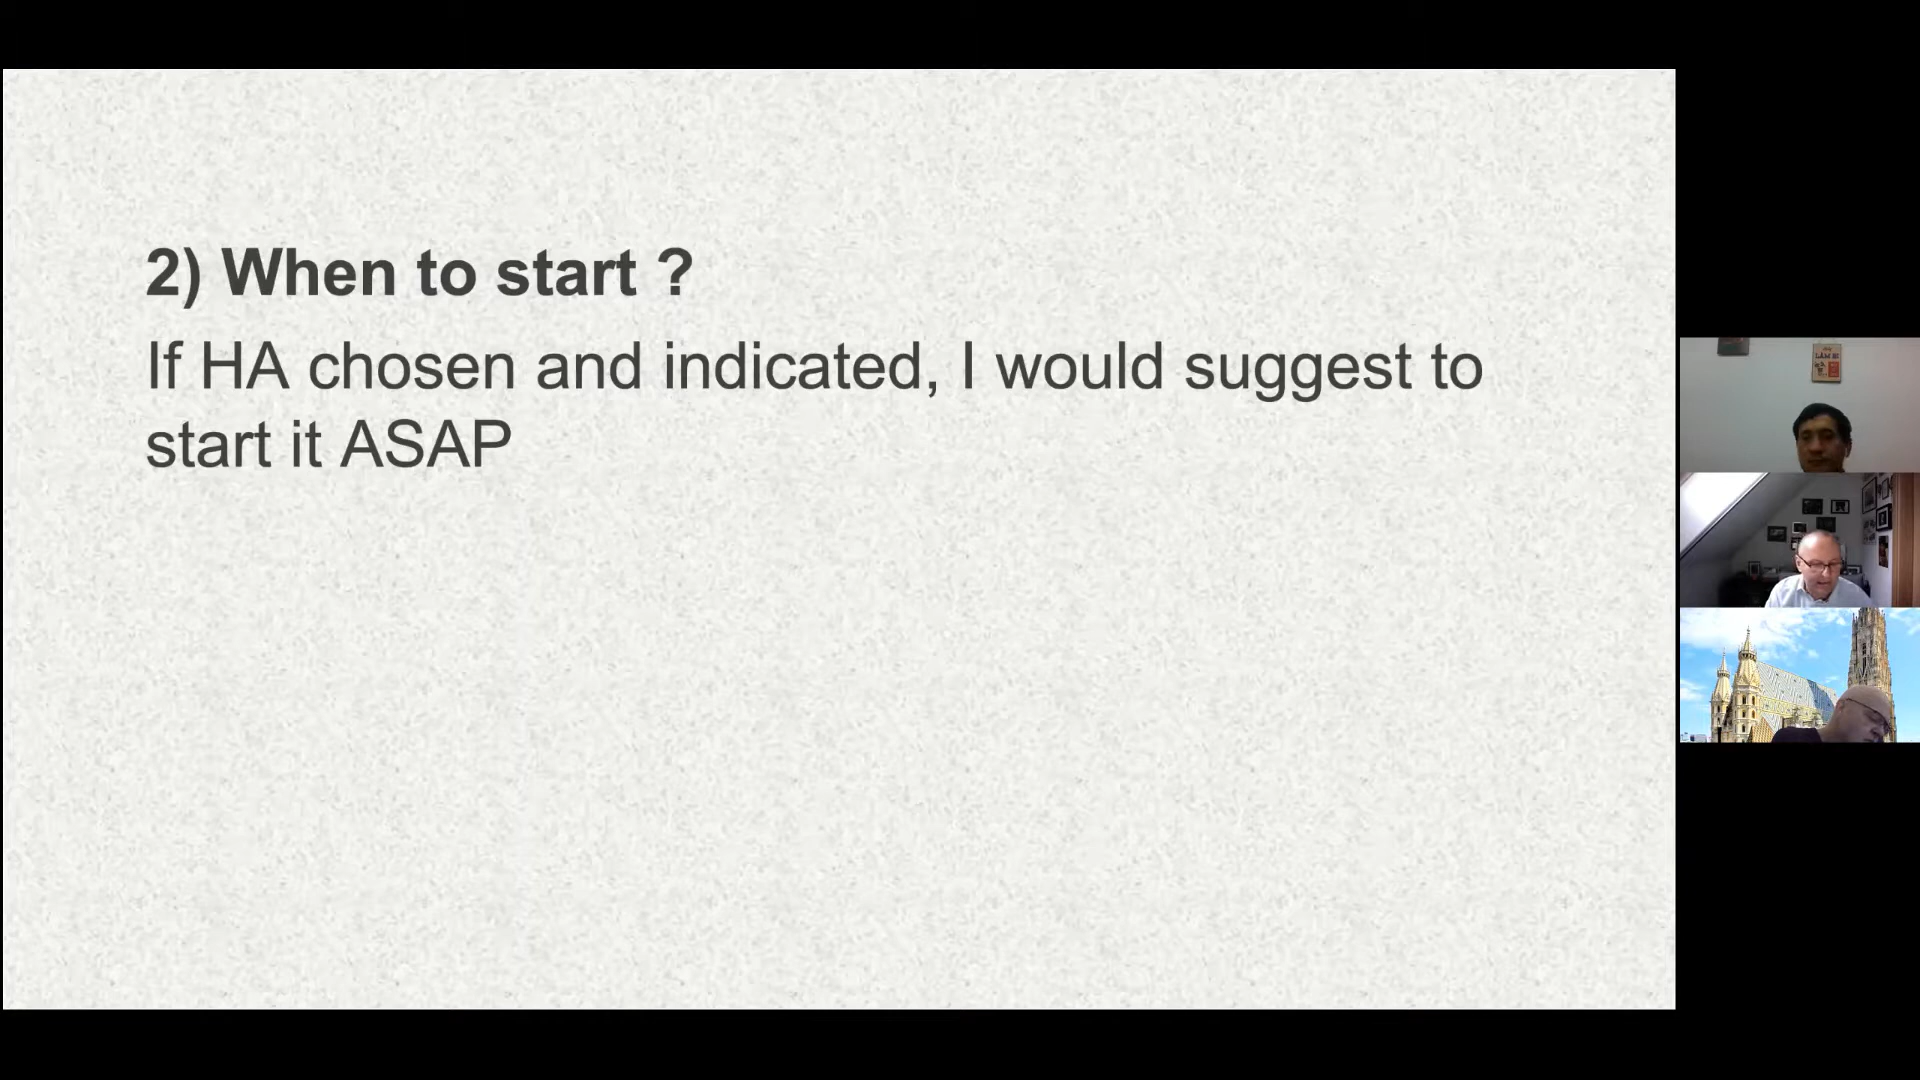 2) When to start ?
If HA chosen and indicated, I would suggest to
start it ASAP